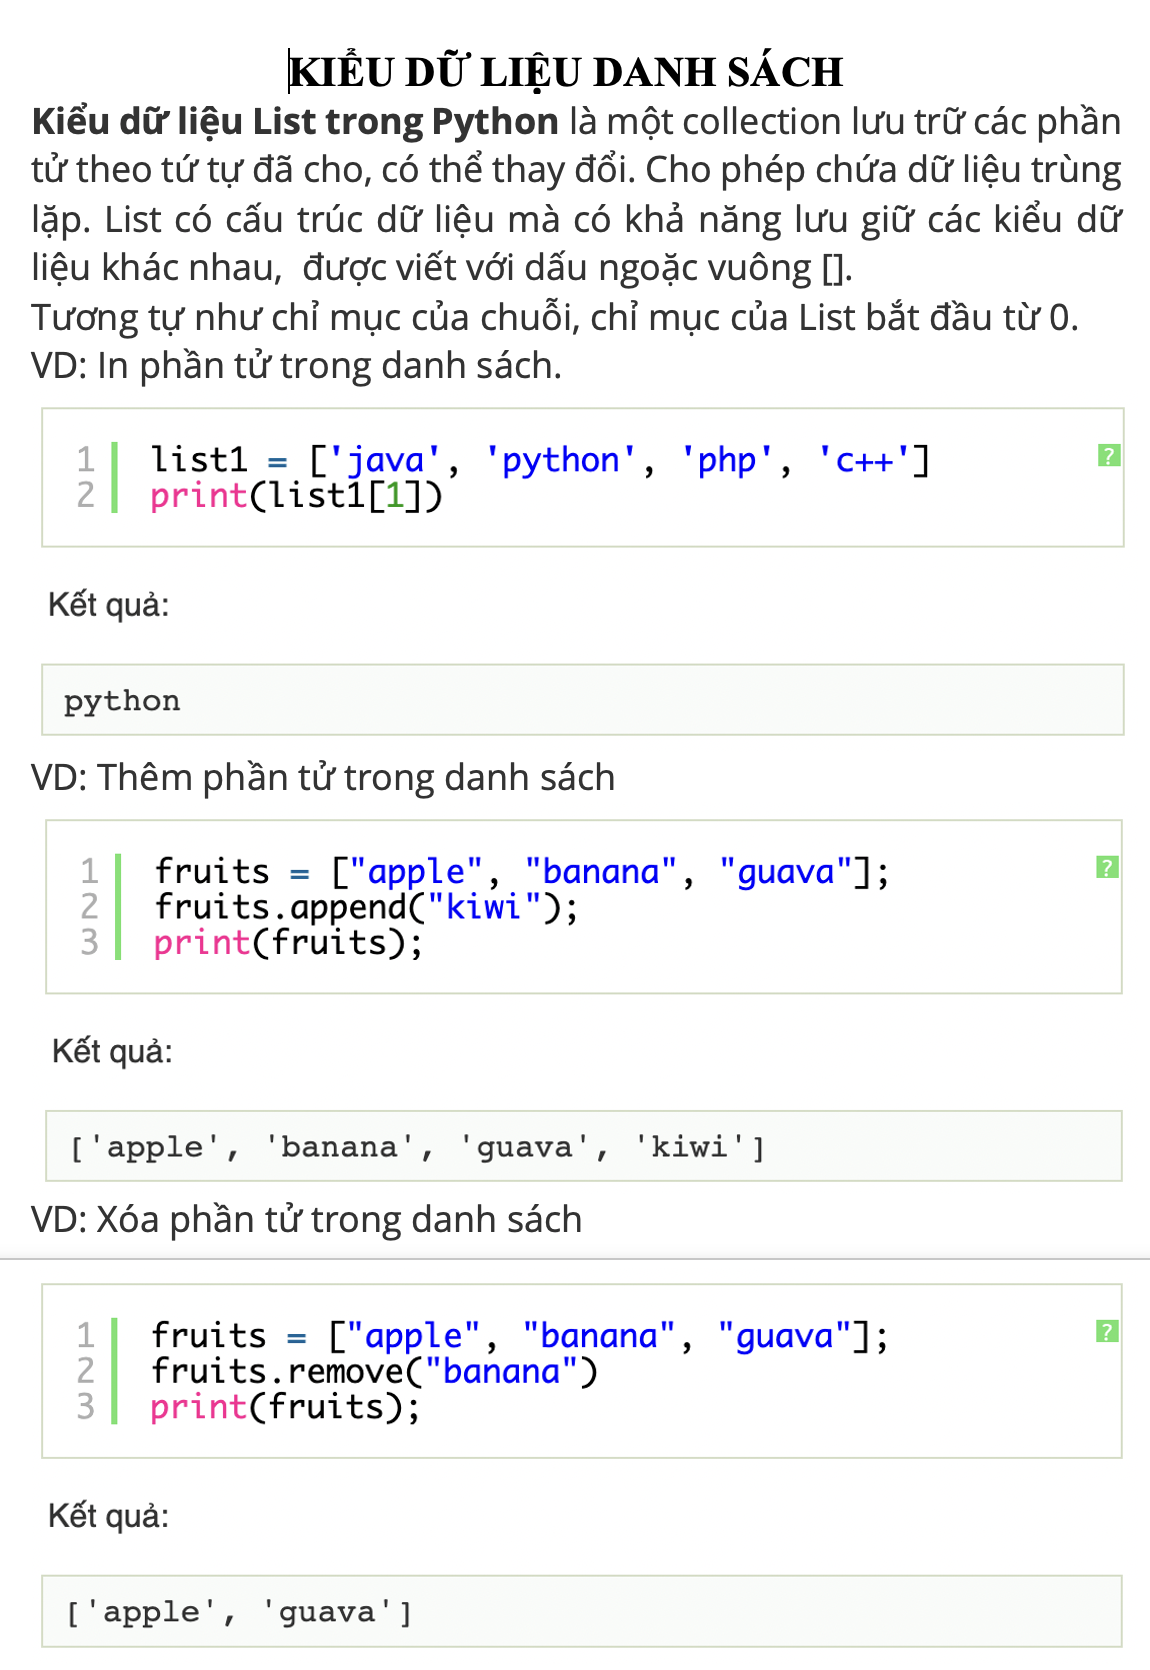 KIỂU DỮ LIỆU DANH SÁCH
Kiểu dữ liệu List trong Python là một collection lưu trữ các phần
tử theo tứ tự đã cho, có thể thay đổi. Cho phép chứa dữ liệu trùng
lặp. List có cấu trúc dữ liệu mà có khả năng lưu giữ các kiểu dữ
liệu khác nhau, được viết với dấu ngoặc vuông [].
Tương tự như chỉ mục của chuỗi, chỉ mục của List bắt đầu từ 0.
VD: In phần tử trong danh sách.
1 list1 = ['java', 'python', 'php', 'c++'] ?
2 print(list1[1])
Kết quả:
python
VD: Thêm phần tử trong danh sách
1 fruits = ["apple", "banana", "guava"]; ?
2 fruits.append("kiwi");
3 print(fruits);
Kết quả:
['apple', 'banana', 'guava', 'kiwi']
VD: Xóa phần tử trong danh sách
1 fruits = ["apple", "banana", "guava"]; ?
2 fruits.remove("banana")
3 print(fruits);
Kết quả:
['apple', 'guava']